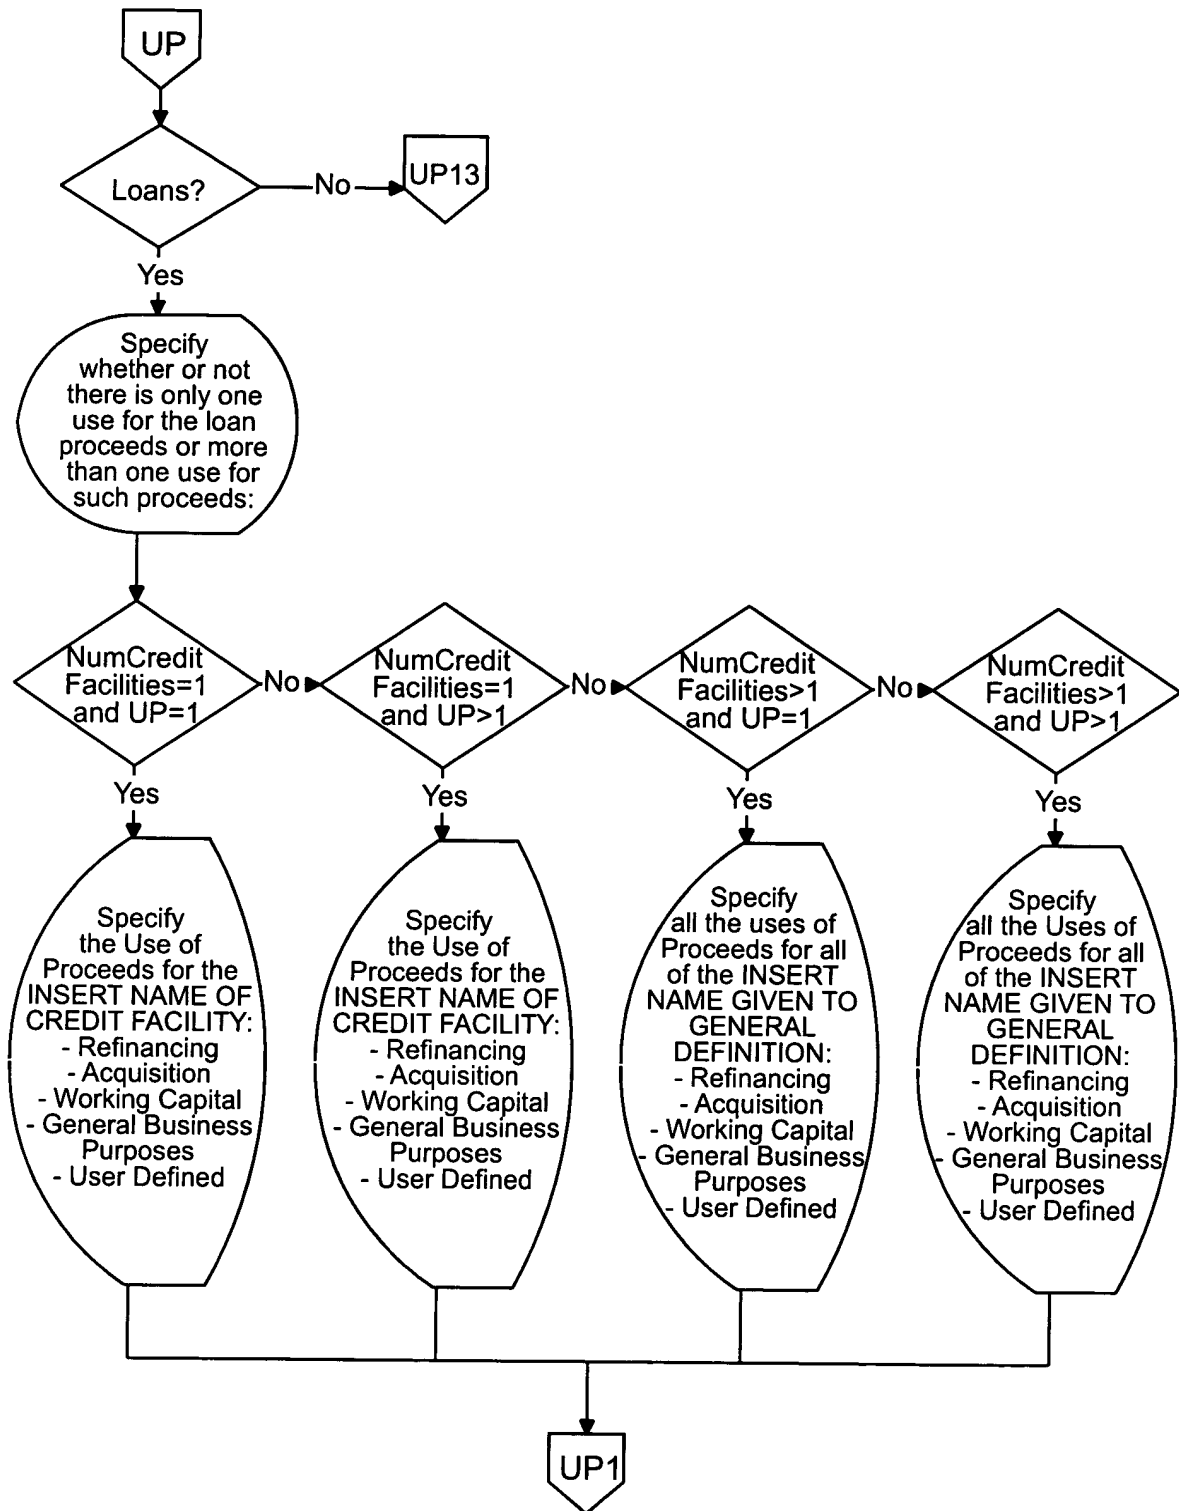 UP
Loans?
No
UP13
Yes
Specify
whether or not
there is only one
use for the loan
proceeds or more
than one use for
such proceeds:
NumCredit
Facilities=1
and UP=1
No
NumCredit
Facilities=1
and UP>1
No
NumCredit
Facilities>1
and UP=1
No
NumCredit
Facilities>1
and UP>1
Yes
Yes
Yes
Yes
Specify
the Use of
Proceeds for the
INSERT NAME OF
CREDIT FACILITY:
- Refinancing
- Acquisition
- Working Capital
- General Business
Purposes
- User Defined
Specify
the Use of
Proceeds for the
INSERT NAME OF
CREDIT FACILITY:
- Refinancing
- Acquisition
- Working Capital
- General Business
Purposes
- User Defined
Specify
all the uses of
Proceeds for all
of the INSERT
NAME GIVEN TO
GENERAL
DEFINITION:
- Refinancing
- Acquisition
- Working Capital
- General Business
Purposes
- User Defined
Specify
all the Uses of
Proceeds for all
of the INSERT
NAME GIVEN TO
GENERAL
DEFINITION:
- Refinancing
- Acquisition
- Working Capital
- General Business
Purposes
- User Defined
UP1